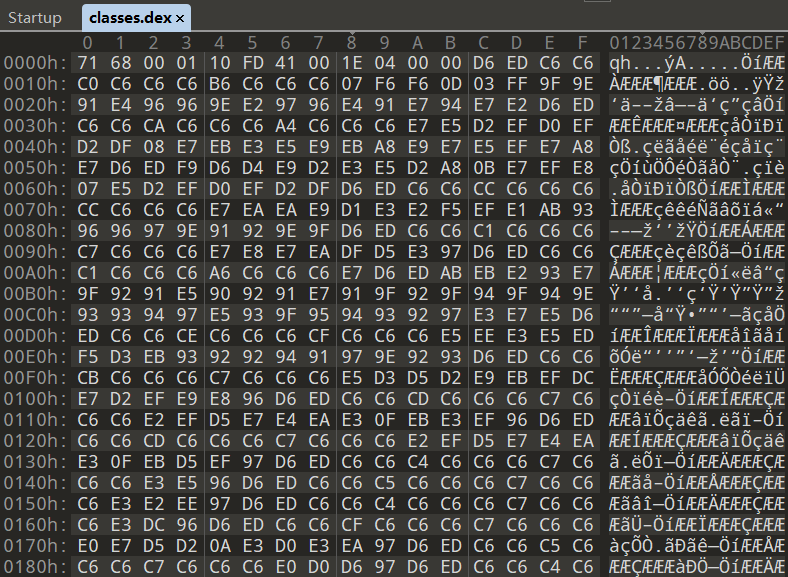 Startup classes.dex ×
0 1 2 3 4 5 6 7 8 9 A B C D E F 0123456789ABCDEF
0000h: 71 68 00 01 10 FD 41 00 1E 04 00 00 D6 ED C6 C6 qh...ýA.....ÖíÆÆ
0010h: C0 C6 C6 C6 B6 C6 C6 C6 07 F6 F6 0D 03 FF 9F 9E ÀÆÆÆ¶ÆÆÆ.öö..ÿŸž
0020h: 91 E4 96 96 9E E2 97 96 E4 91 E7 94 E7 E2 D6 ED ‘ä––žâ—–ä‘ç”çâÖí
0030h: C6 C6 CA C6 C6 C6 A4 C6 C6 C6 E7 E5 D2 EF D0 EF ÆÆÊÆÆÆ¤ÆÆÆçåÒïÐï
0040h: D2 DF 08 E7 EB E3 E5 E9 EB A8 E9 E7 E5 EF E7 A8 Òß.çëãåéë¨éçåïç¨
0050h: E7 D6 ED F9 D6 D4 E9 D2 E3 E5 D2 A8 0B E7 EF E8 çÖíùÖÔéÒãåÒ¨.çïè
0060h: 07 E5 D2 EF D0 EF D2 DF D6 ED C6 C6 CC C6 C6 C6 .åÒïÐïÒßÖíÆÆÌÆÆÆ
0070h: CC C6 C6 C6 E7 EA EA E9 D1 E3 E2 F5 EF E1 AB 93 ÌÆÆÆçêêéÑãâõïá«“
0080h: 96 96 97 9E 91 92 9E 9F D6 ED C6 C6 C1 C6 C6 C6 ––—ž‘’žŸÖíÆÆÁÆÆÆ
0090h: C7 C6 C6 C6 E7 E8 E7 EA DF D5 E3 97 D6 ED C6 C6 ÇÆÆÆçèçêßÕã—ÖíÆÆ
00A0h: C1 C6 C6 C6 A6 C6 C6 C6 E7 D6 ED AB EB E2 93 E7 ÁÆÆÆ¦ÆÆÆçÖí«ëâ“ç
00B0h: 9F 92 91 E5 90 92 91 E7 91 9F 92 9F 94 9F 94 9E Ÿ’‘å.’‘ç‘Ÿ’Ÿ”Ÿ”ž
00C0h: 93 93 94 97 E5 93 9F 95 94 93 92 97 E3 E7 E5 D6 ““”—å“Ÿ•”“’—ãçåÖ
00D0h: ED C6 C6 CE C6 C6 C6 CF C6 C6 C6 E5 EE E3 E5 ED íÆÆÎÆÆÆÏÆÆÆåîãåí
00E0h: F5 D3 EB 93 92 92 94 91 97 9E 92 93 D6 ED C6 C6 õÓë“’’”‘—ž’“ÖíÆÆ
00F0h: CB C6 C6 C6 C7 C6 C6 C6 E5 D3 D5 D2 E9 EB EF DC ËÆÆÆÇÆÆÆåÓÕÒéëïÜ
0100h: E7 D2 EF E9 E8 96 D6 ED C6 C6 CD C6 C6 C6 C7 C6 çÒïéè–ÖíÆÆÍÆÆÆÇÆ
0110h: C6 C6 E2 EF D5 E7 E4 EA E3 0F EB E3 EF 96 D6 ED ÆÆâïÕçäêã.ëãï–Öí
0120h: C6 C6 CD C6 C6 C6 C7 C6 C6 C6 E2 EF D5 E7 E4 EA ÆÆÍÆÆÆÇÆÆÆâïÕçäê
0130h: E3 0F EB D5 EF 97 D6 ED C6 C6 C4 C6 C6 C6 C7 C6 ã.ëÕï—ÖíÆÆÄÆÆÆÇÆ
0140h: C6 C6 E3 E5 96 D6 ED C6 C6 C5 C6 C6 C6 C7 C6 C6 ÆÆãå–ÖíÆÆÅÆÆÆÇÆÆ
0150h: C6 E3 E2 EE 97 D6 ED C6 C6 C4 C6 C6 C6 C7 C6 C6 Æãâî—ÖíÆÆÄÆÆÆÇÆÆ
0160h: C6 E3 DC 96 D6 ED C6 C6 CF C6 C6 C6 C7 C6 C6 C6 ÆãÜ–ÖíÆÆÏÆÆÆÇÆÆÆ
0170h: E0 E7 D5 D2 0A E3 D0 E3 EA 97 D6 ED C6 C6 C5 C6 àçÕÒ.ãÐãê—ÖíÆÆÅÆ
0180h: C6 C6 C7 C6 C6 C6 E0 D0 D6 97 D6 ED C6 C6 C4 C6 ÆÆÇÆÆÆàÐÖ—ÖíÆÆÄÆ